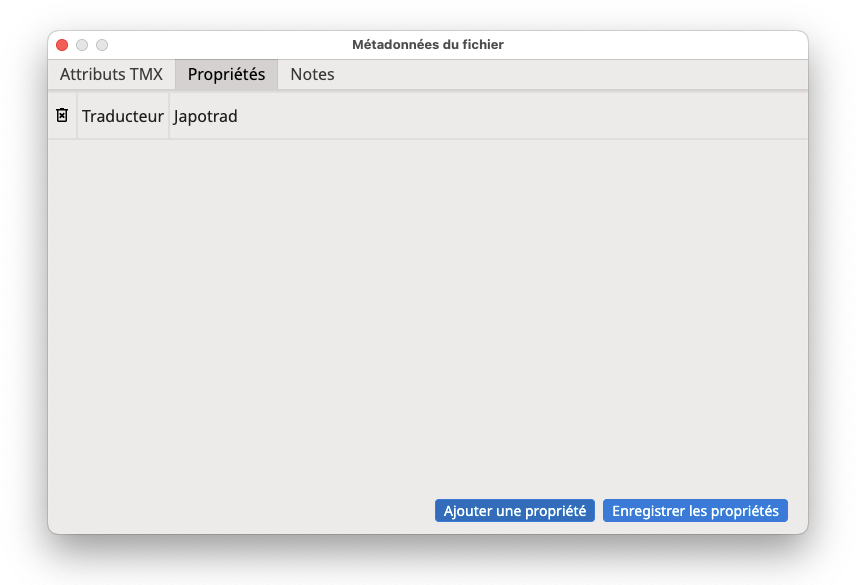 Métadonnées du fichier
Attributs TMX Propriétés Notes
Traducteur Japotrad
Ajouter une propriété Enregistrer les propriétés